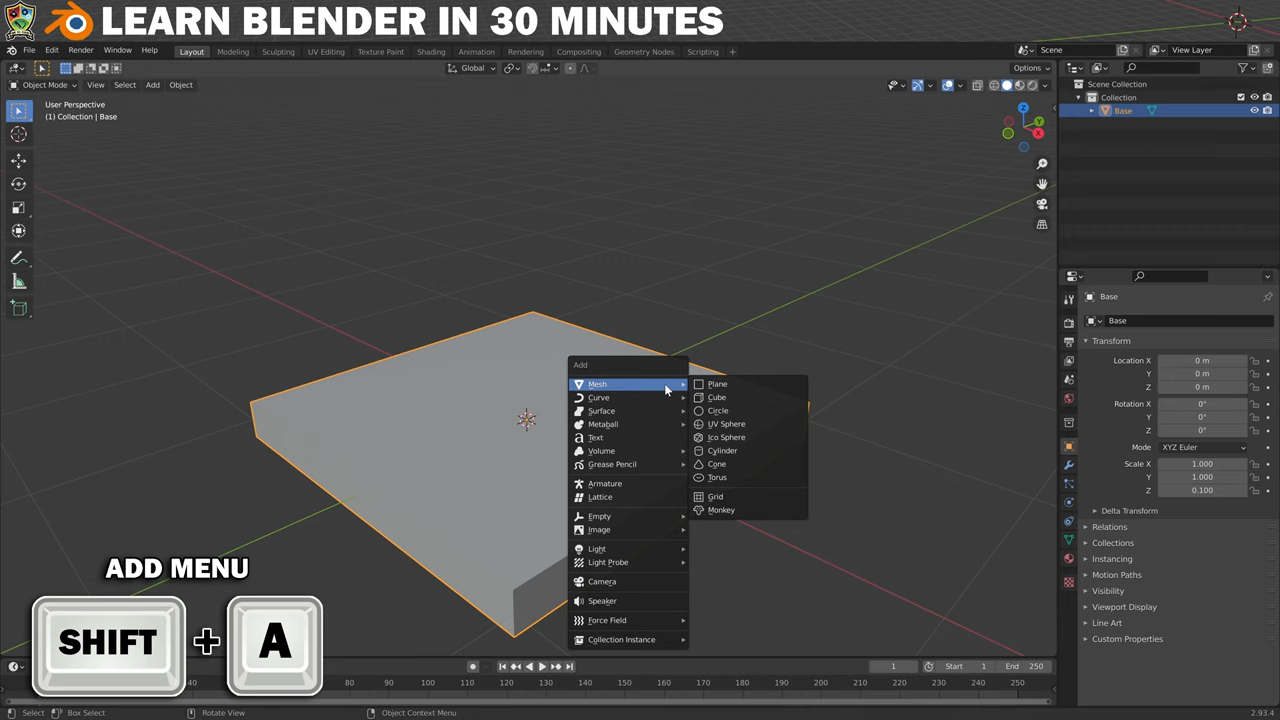 LEARN BLENDER IN 30 MINUTES
File Edit Render Window Help
Layout Modeling Sculpting UV Editing Texture Paint Shading Animation Rendering Compositing Geometry Nodes Scripting +
Scene
View Layer
Global
Options
Object Mode View Select Add Object
User Perspective
(1) Collection | Base
Z
Y
X
Scene Collection
Collection
Base
Base
Base
Transform
Location X 0 m
Y 0 m
Z 0 m
Rotation X 0°
Y 0°
Z 0°
Mode XYZ Euler
Scale X 1.000
Y 1.000
Z 0.100
Delta Transform
Relations
Collections
Instancing
Motion Paths
Visibility
Viewport Display
Line Art
Custom Properties
Add
Mesh
Curve
Surface
Metaball
Text
Volume
Grease Pencil
Armature
Lattice
Empty
Image
Light
Light Probe
Camera
Speaker
Force Field
Collection Instance
Plane
Cube
Circle
UV Sphere
Ico Sphere
Cylinder
Cone
Torus
Grid
Monkey
ADD MENU
SHIFT + A
1 Start 1 End 250
80 90 100 110 120 130 140 150 160 170 180 190 200 210 220 230 240 250
Select Box Select Rotate View Object Context Menu 2.93.4